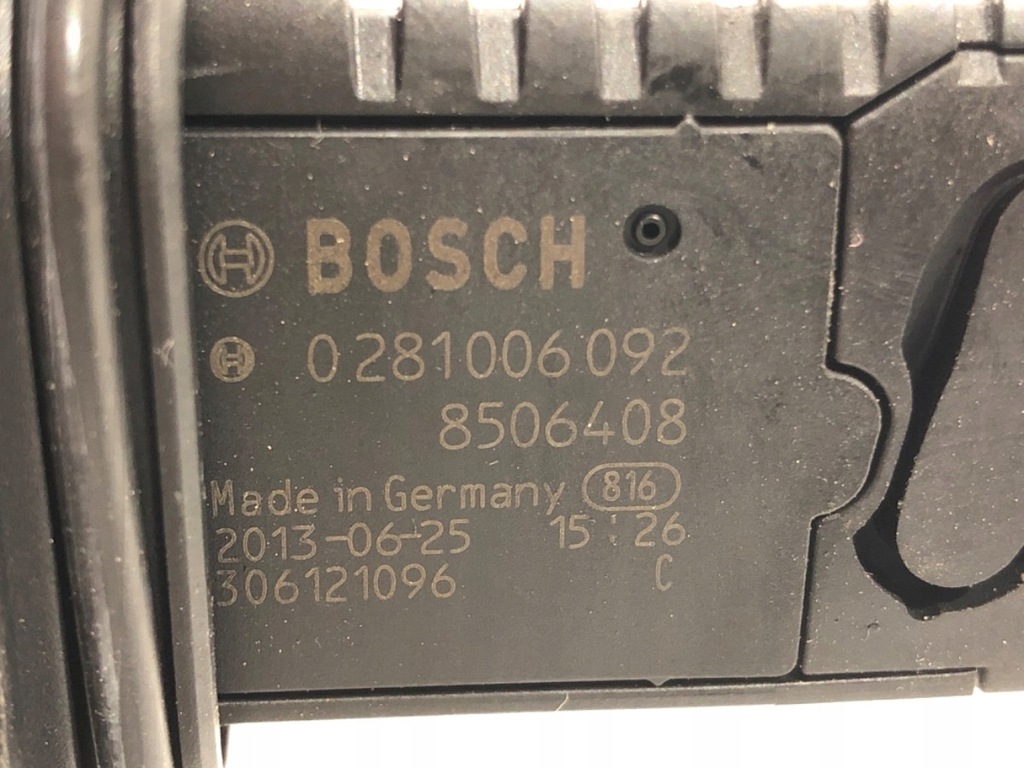 BOSCH
0 281 006 092
8506408
Made in Germany 816
2013-06-25 15:26
306121096 C